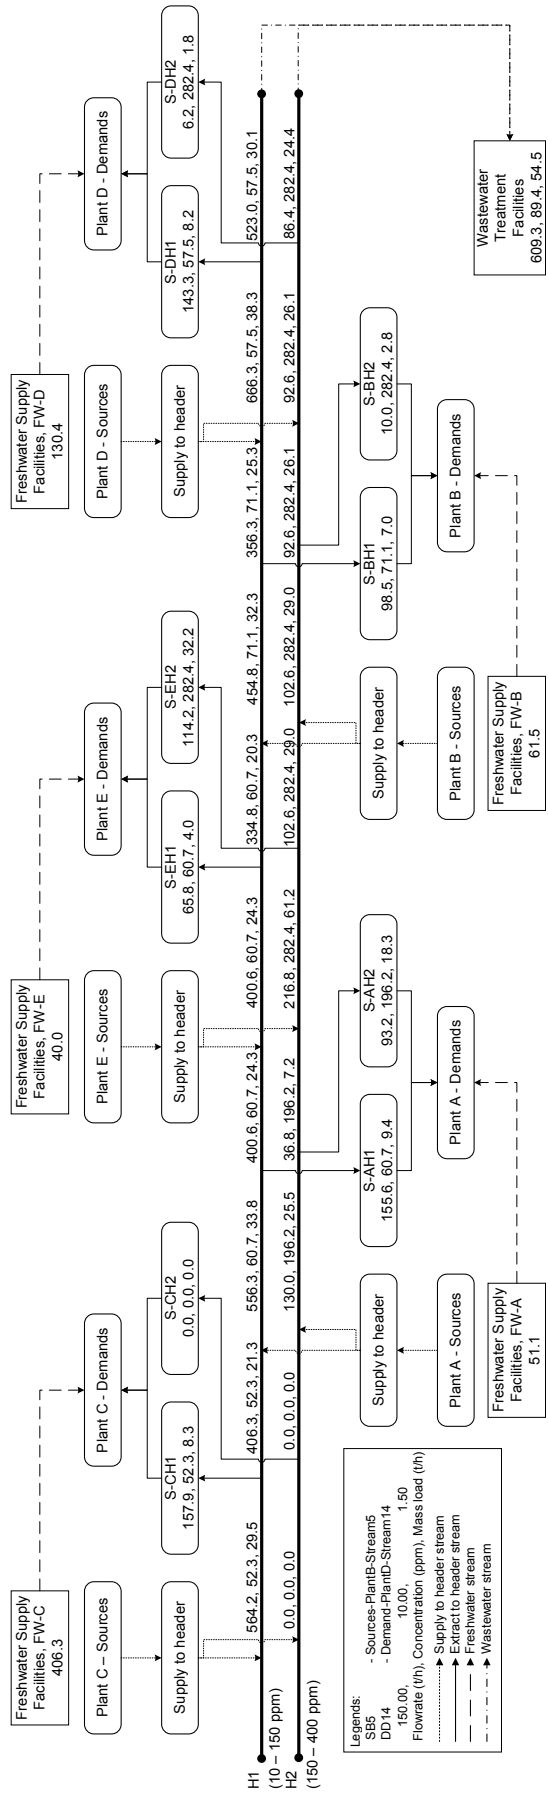 Freshwater Supply
Facilities, FW-C
406.3
Freshwater Supply
Facilities, FW-E
40.0
Freshwater Supply
Facilities, FW-D
130.4
Plant C – Sources
Plant C - Demands
Plant E - Sources
Plant E - Demands
Plant D - Sources
Plant D - Demands
Supply to header
S-CH1
157.9, 52.3, 8.3
S-CH2
0.0, 0.0, 0.0
Supply to header
S-EH1
65.8, 60.7, 4.0
S-EH2
114.2, 282.4, 32.2
Supply to header
S-DH1
143.3, 57.5, 8.2
S-DH2
6.2, 282.4, 1.8
H1
(10 – 150 ppm)
564.2, 52.3, 29.5
406.3, 52.3, 21.3
556.3, 60.7, 33.8
400.6, 60.7, 24.3
400.6, 60.7, 24.3
334.8, 60.7, 20.3
454.8, 71.1, 32.3
356.3, 71.1, 25.3
666.3, 57.5, 38.3
523.0, 57.5, 30.1
H2
(150 – 400 ppm)
0.0, 0.0, 0.0
0.0, 0.0, 0.0
130.0, 196.2, 25.5
36.8, 196.2, 7.2
216.8, 282.4, 61.2
102.6, 282.4, 29.0
102.6, 282.4, 29.0
92.6, 282.4, 26.1
92.6, 282.4, 26.1
86.4, 282.4, 24.4
Supply to header
S-AH1
155.6, 60.7, 9.4
S-AH2
93.2, 196.2, 18.3
Supply to header
S-BH1
98.5, 71.1, 7.0
S-BH2
10.0, 282.4, 2.8
Plant A - Sources
Plant A - Demands
Plant B - Sources
Plant B - Demands
Freshwater Supply
Facilities, FW-A
51.1
Freshwater Supply
Facilities, FW-B
61.5
Wastewater
Treatment
Facilities
609.3, 89.4, 54.5
Legends:
SB5 - Sources-PlantB-Stream5
DD14 - Demand-PlantD-Stream14
150.00, 10.00, 1.50
Flowrate (t/h), Concentration (ppm), Mass load (t/h)
Supply to header stream
Extract to header stream
Freshwater stream
Wastewater stream